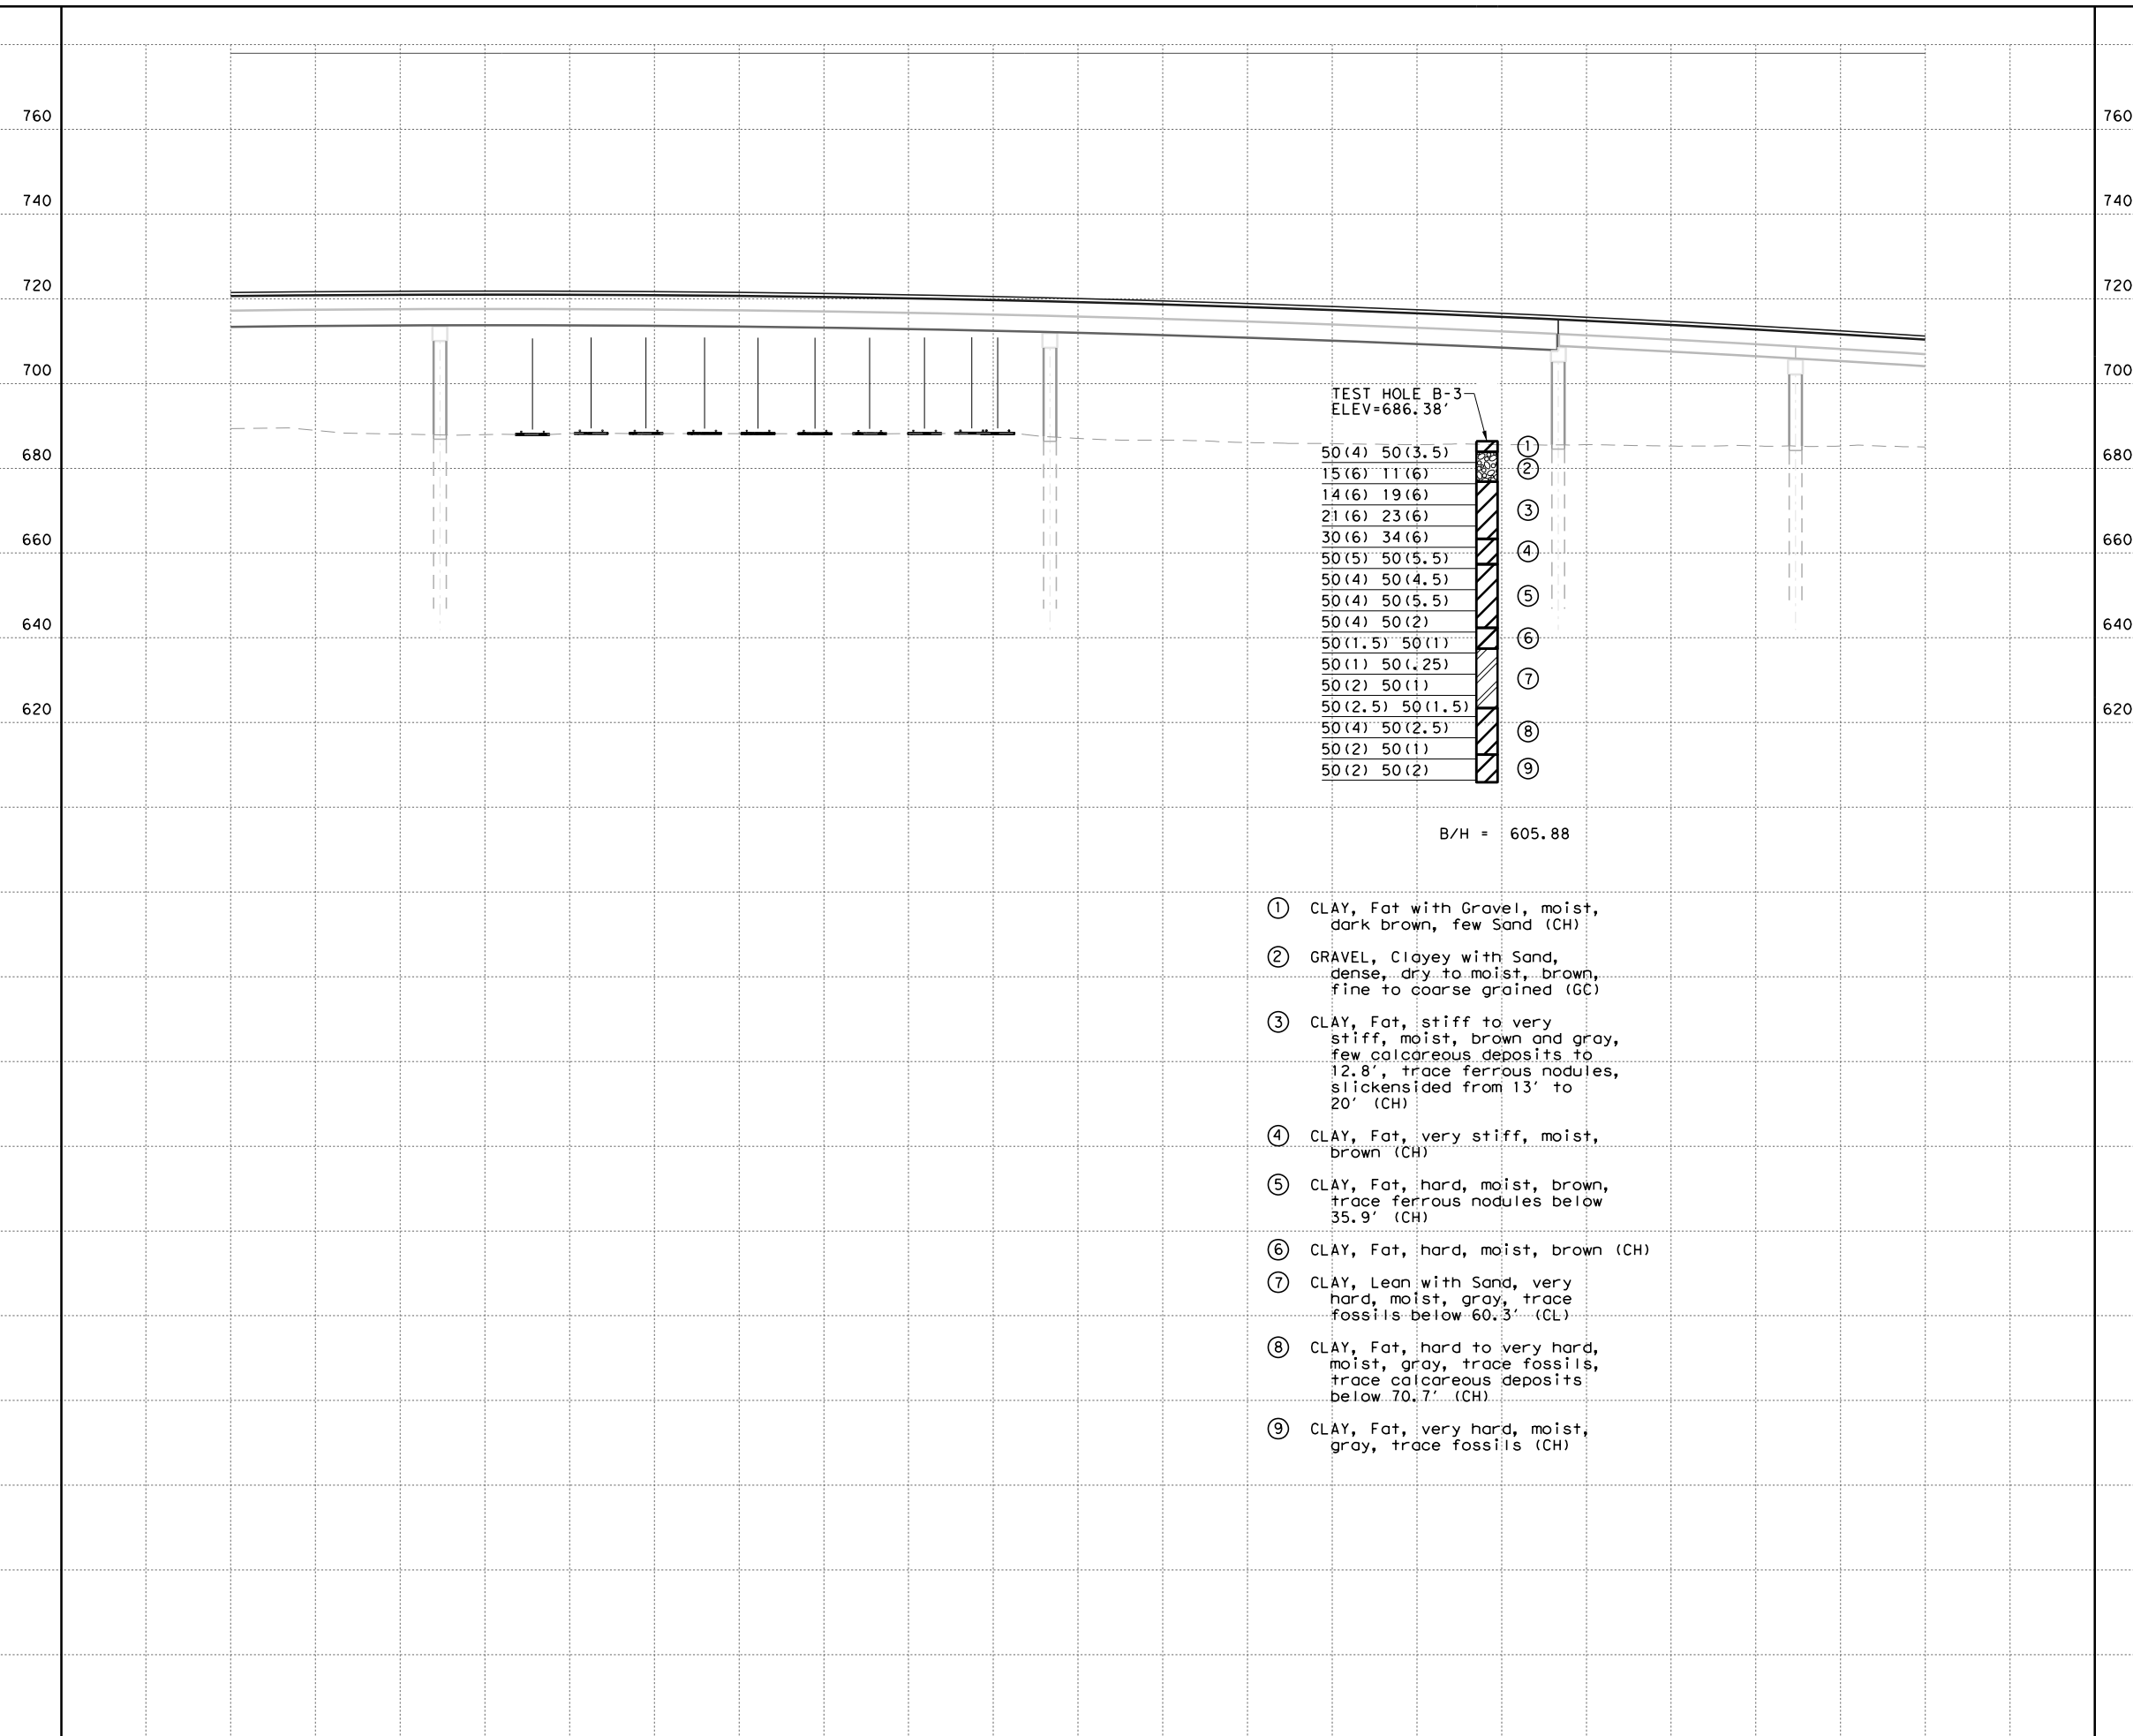 760 760
740 740
720 720
700 700
TEST HOLE B-3
ELEV=686.38'
680 680
50(4) 50(3.5) ①
15(6) 11(6) ②
14(6) 19(6)
21(6) 23(6) ③
660 660
30(6) 34(6)
50(5) 50(5.5) ④
50(4) 50(4.5)
50(4) 50(5.5) ⑤
640 640
50(4) 50(2)
50(1.5) 50(1) ⑥
50(1) 50(.25)
50(2) 50(1) ⑦
620 620
50(2.5) 50(1.5)
50(4) 50(2.5) ⑧
50(2) 50(1)
50(2) 50(2) ⑨
B/H = 605.88
① CLAY, Fat with Gravel, moist,
dark brown, few Sand (CH)
② GRAVEL, Clayey with Sand,
dense, dry to moist, brown,
fine to coarse grained (GC)
③ CLAY, Fat, stiff to very
stiff, moist, brown and gray,
few calcareous deposits to
12.8', trace ferrous nodules,
slickensided from 13' to
20' (CH)
④ CLAY, Fat, very stiff, moist,
brown (CH)
⑤ CLAY, Fat, hard, moist, brown,
trace ferrous nodules below
35.9' (CH)
⑥ CLAY, Fat, hard, moist, brown (CH)
⑦ CLAY, Lean with Sand, very
hard, moist, gray, trace
fossils below 60.3' (CL)
⑧ CLAY, Fat, hard to very hard,
moist, gray, trace fossils,
trace calcareous deposits
below 70.7' (CH)
⑨ CLAY, Fat, very hard, moist,
gray, trace fossils (CH)